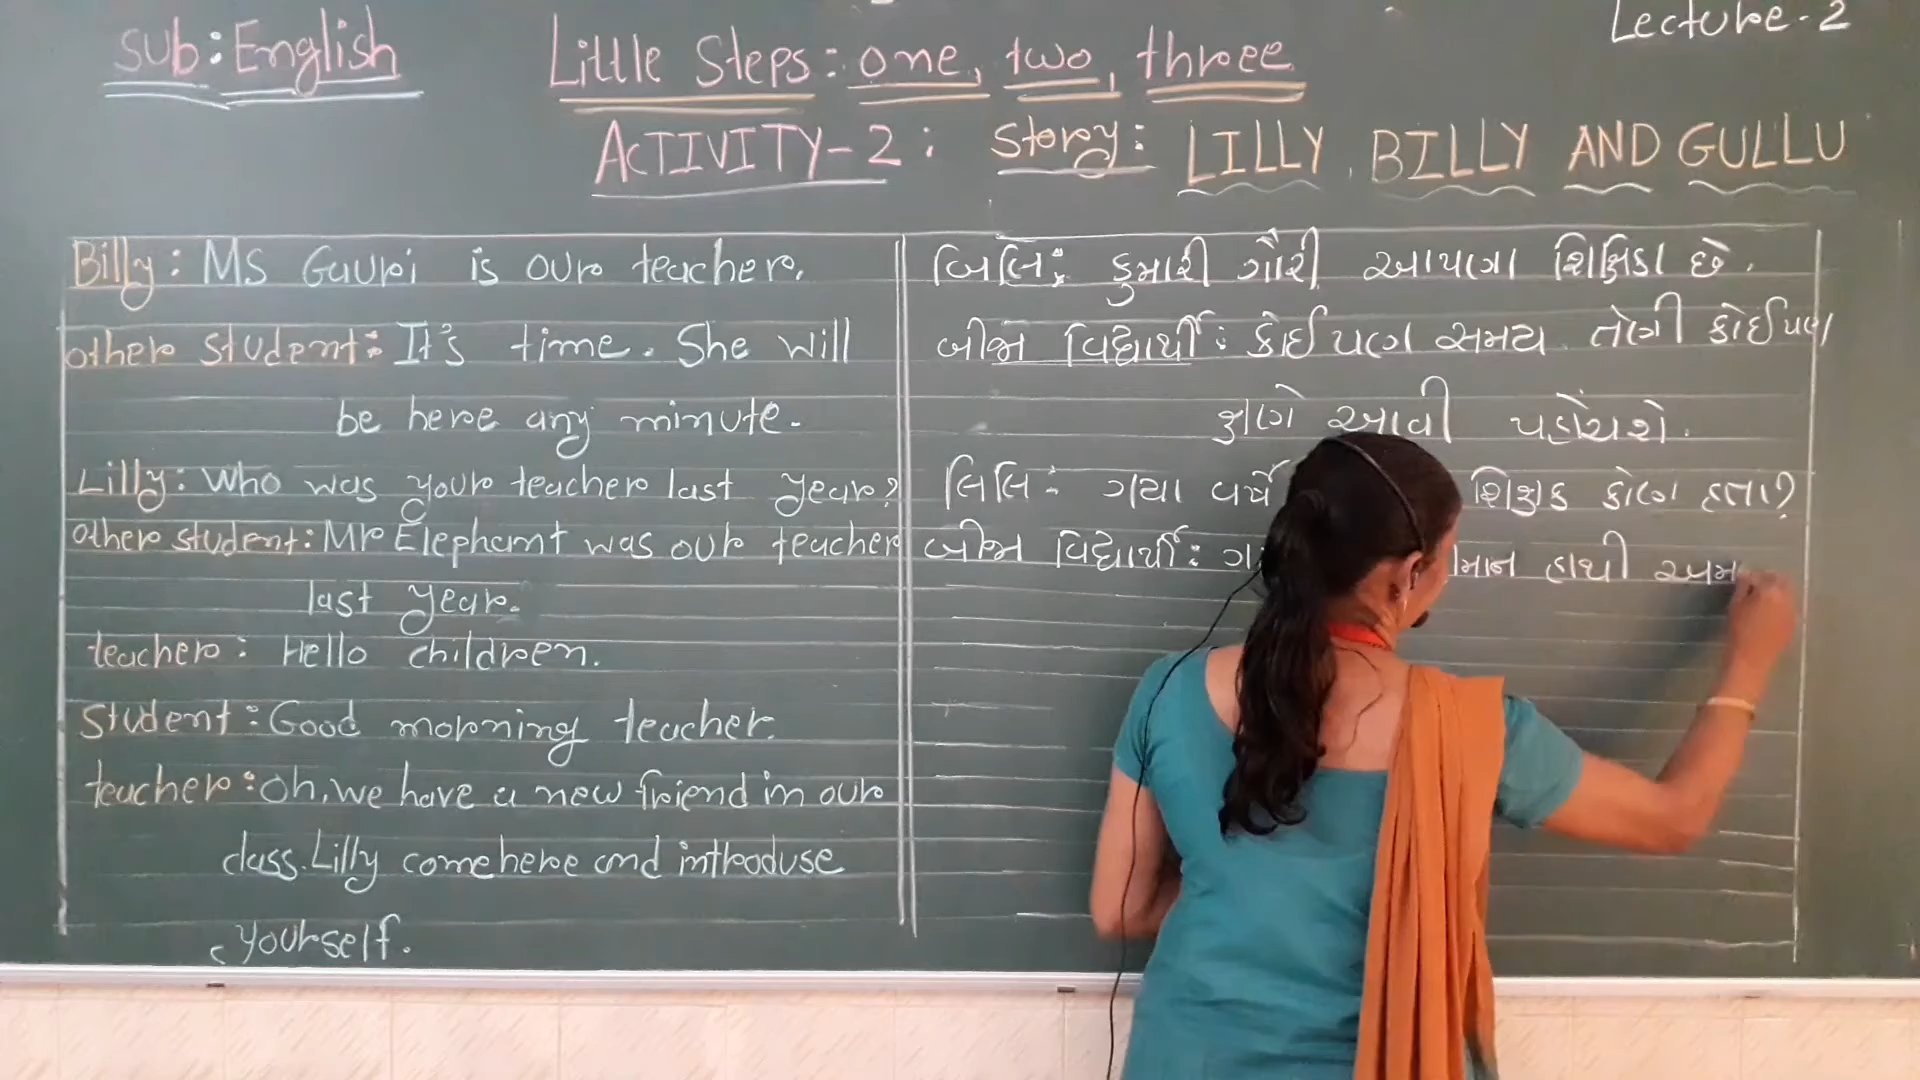 Lecture-2
Sub: English
Little Steps: one, two, three
ACTIVITY-2: Story: LILLY, BILLY AND GULLU
Billy: Ms Gauri is our teacher.
other student: It's time. She will
be here any minute.
Lilly: Who was your teacher last year?
other student: Mr Elephant was our teacher
last year.
teacher: Hello children.
Student: Good morning teacher.
teacher: Oh, we have a new friend in our
class. Lilly come here and introduse
yourself.
બિલિ: કુમારી ગૌરી આપણા શિક્ષિકા છે.
બીજા વિદ્યાર્થી: કોઈ પણ સમય. તેણી કોઈપણ
ક્ષણે આવી પહોંચશે.
લિલિ: ગયા વર્ષે શિક્ષક કોણ હતા?
બીજા વિદ્યાર્થી: માન હાથી